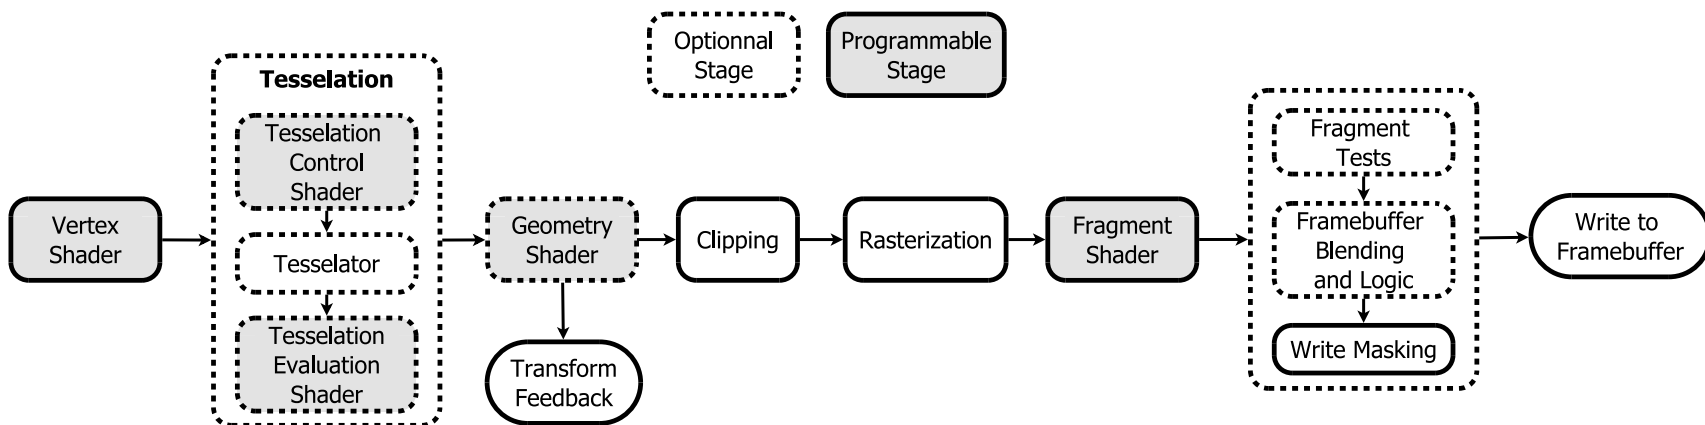 Optionnal
Stage
Programmable
Stage
Vertex
Shader
Tesselation
Tesselation
Control
Shader
Tesselator
Tesselation
Evaluation
Shader
Geometry
Shader
Transform
Feedback
Clipping
Rasterization
Fragment
Shader
Fragment
Tests
Framebuffer
Blending
and Logic
Write Masking
Write to
Framebuffer